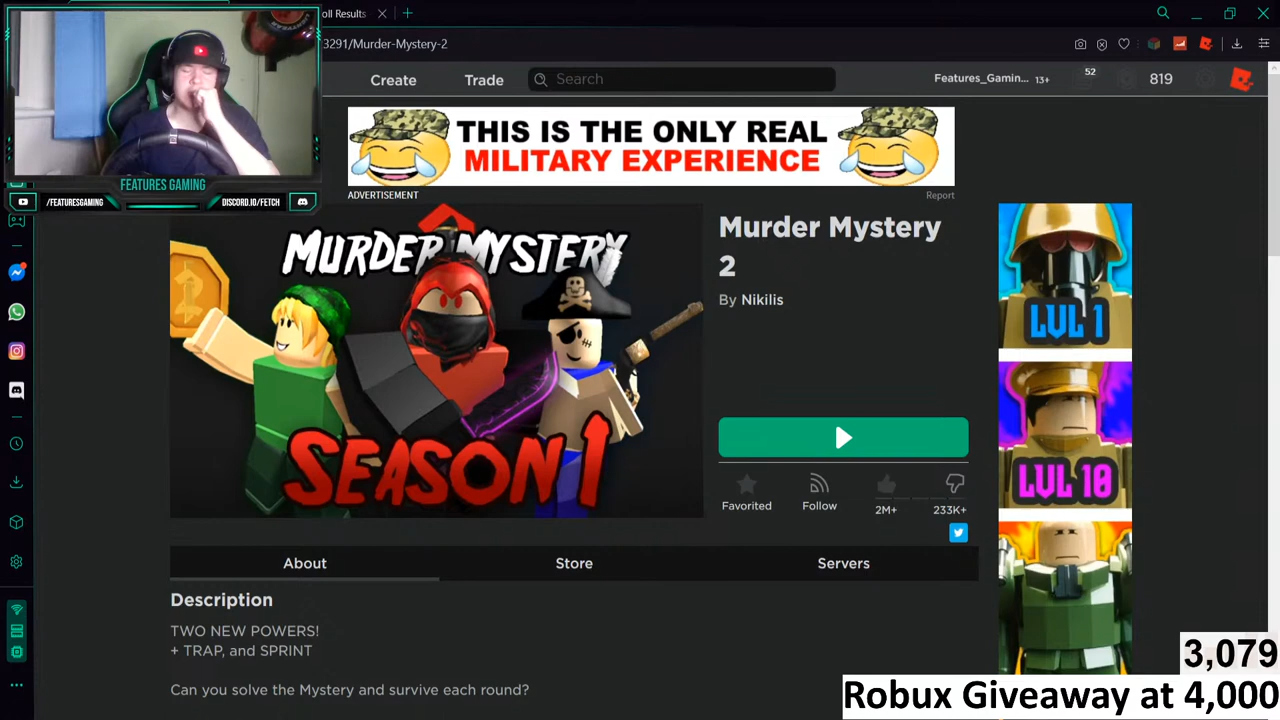 oll Results
3291/Murder-Mystery-2
Create
Trade
Search
Features_Gamin...
13+
52
819
FEATURES GAMING
/FEATURESGAMING
DISCORD.IO/FETCH
THIS IS THE ONLY REAL
MILITARY EXPERIENCE
ADVERTISEMENT
Report
MURDER MYSTERY
2
SEASON 1
Murder Mystery
2
By Nikilis
Favorited
Follow
2M+
233K+
LVL 1
LVL 10
About
Store
Servers
Description
TWO NEW POWERS!
+ TRAP, and SPRINT
Can you solve the Mystery and survive each round?
3,079
Robux Giveaway at 4,000